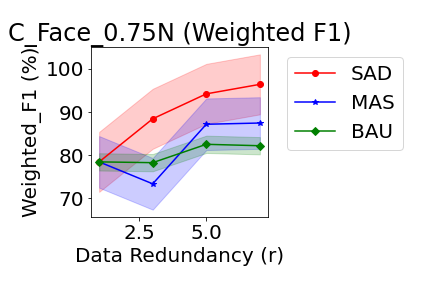 C_Face_0.75N (Weighted F1)
Weighted_F1 (%)
100
90
80
70
2.5
5.0
Data Redundancy (r)
SAD
MAS
BAU